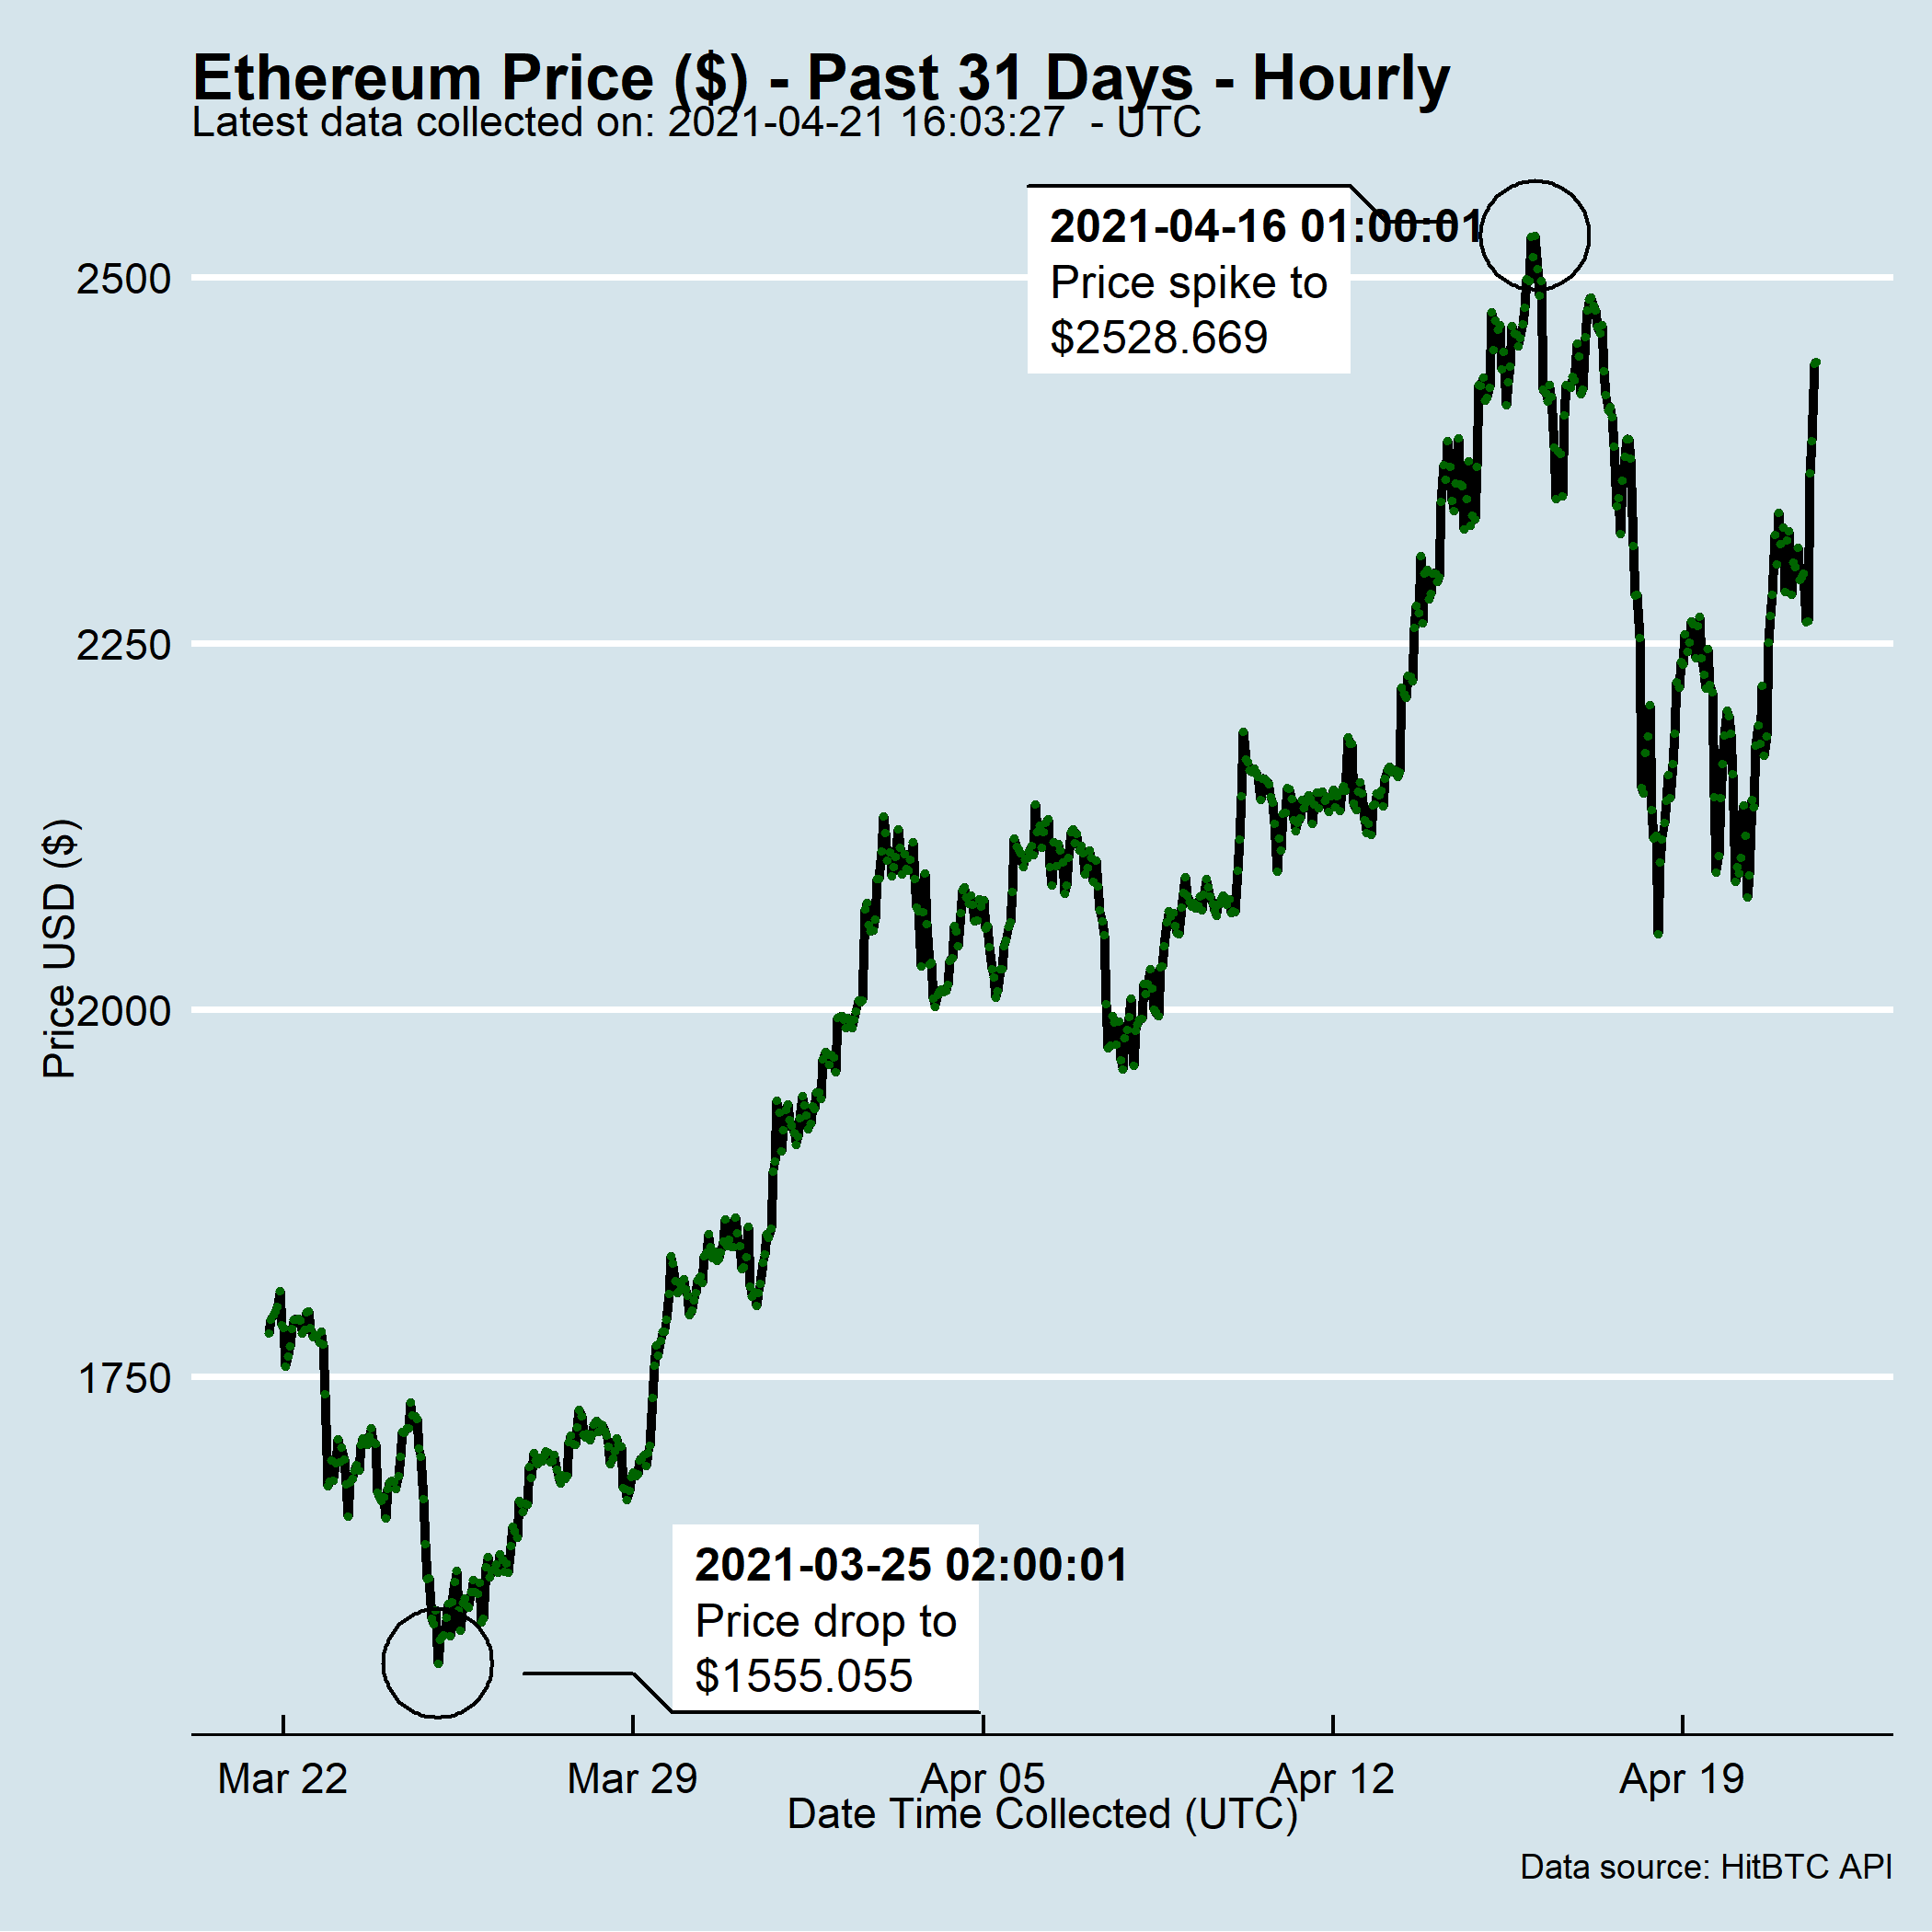 Ethereum Price ($) - Past 31 Days - Hourly
Latest data collected on: 2021-04-21 16:03:27  - UTC
2021-04-16 01:00:01
Price spike to
$2528.669
2500
2250
2000
1750
Price USD ($)
2021-03-25 02:00:01
Price drop to
$1555.055
Mar 22
Mar 29
Apr 05
Apr 12
Apr 19
Date Time Collected (UTC)
Data source: HitBTC API